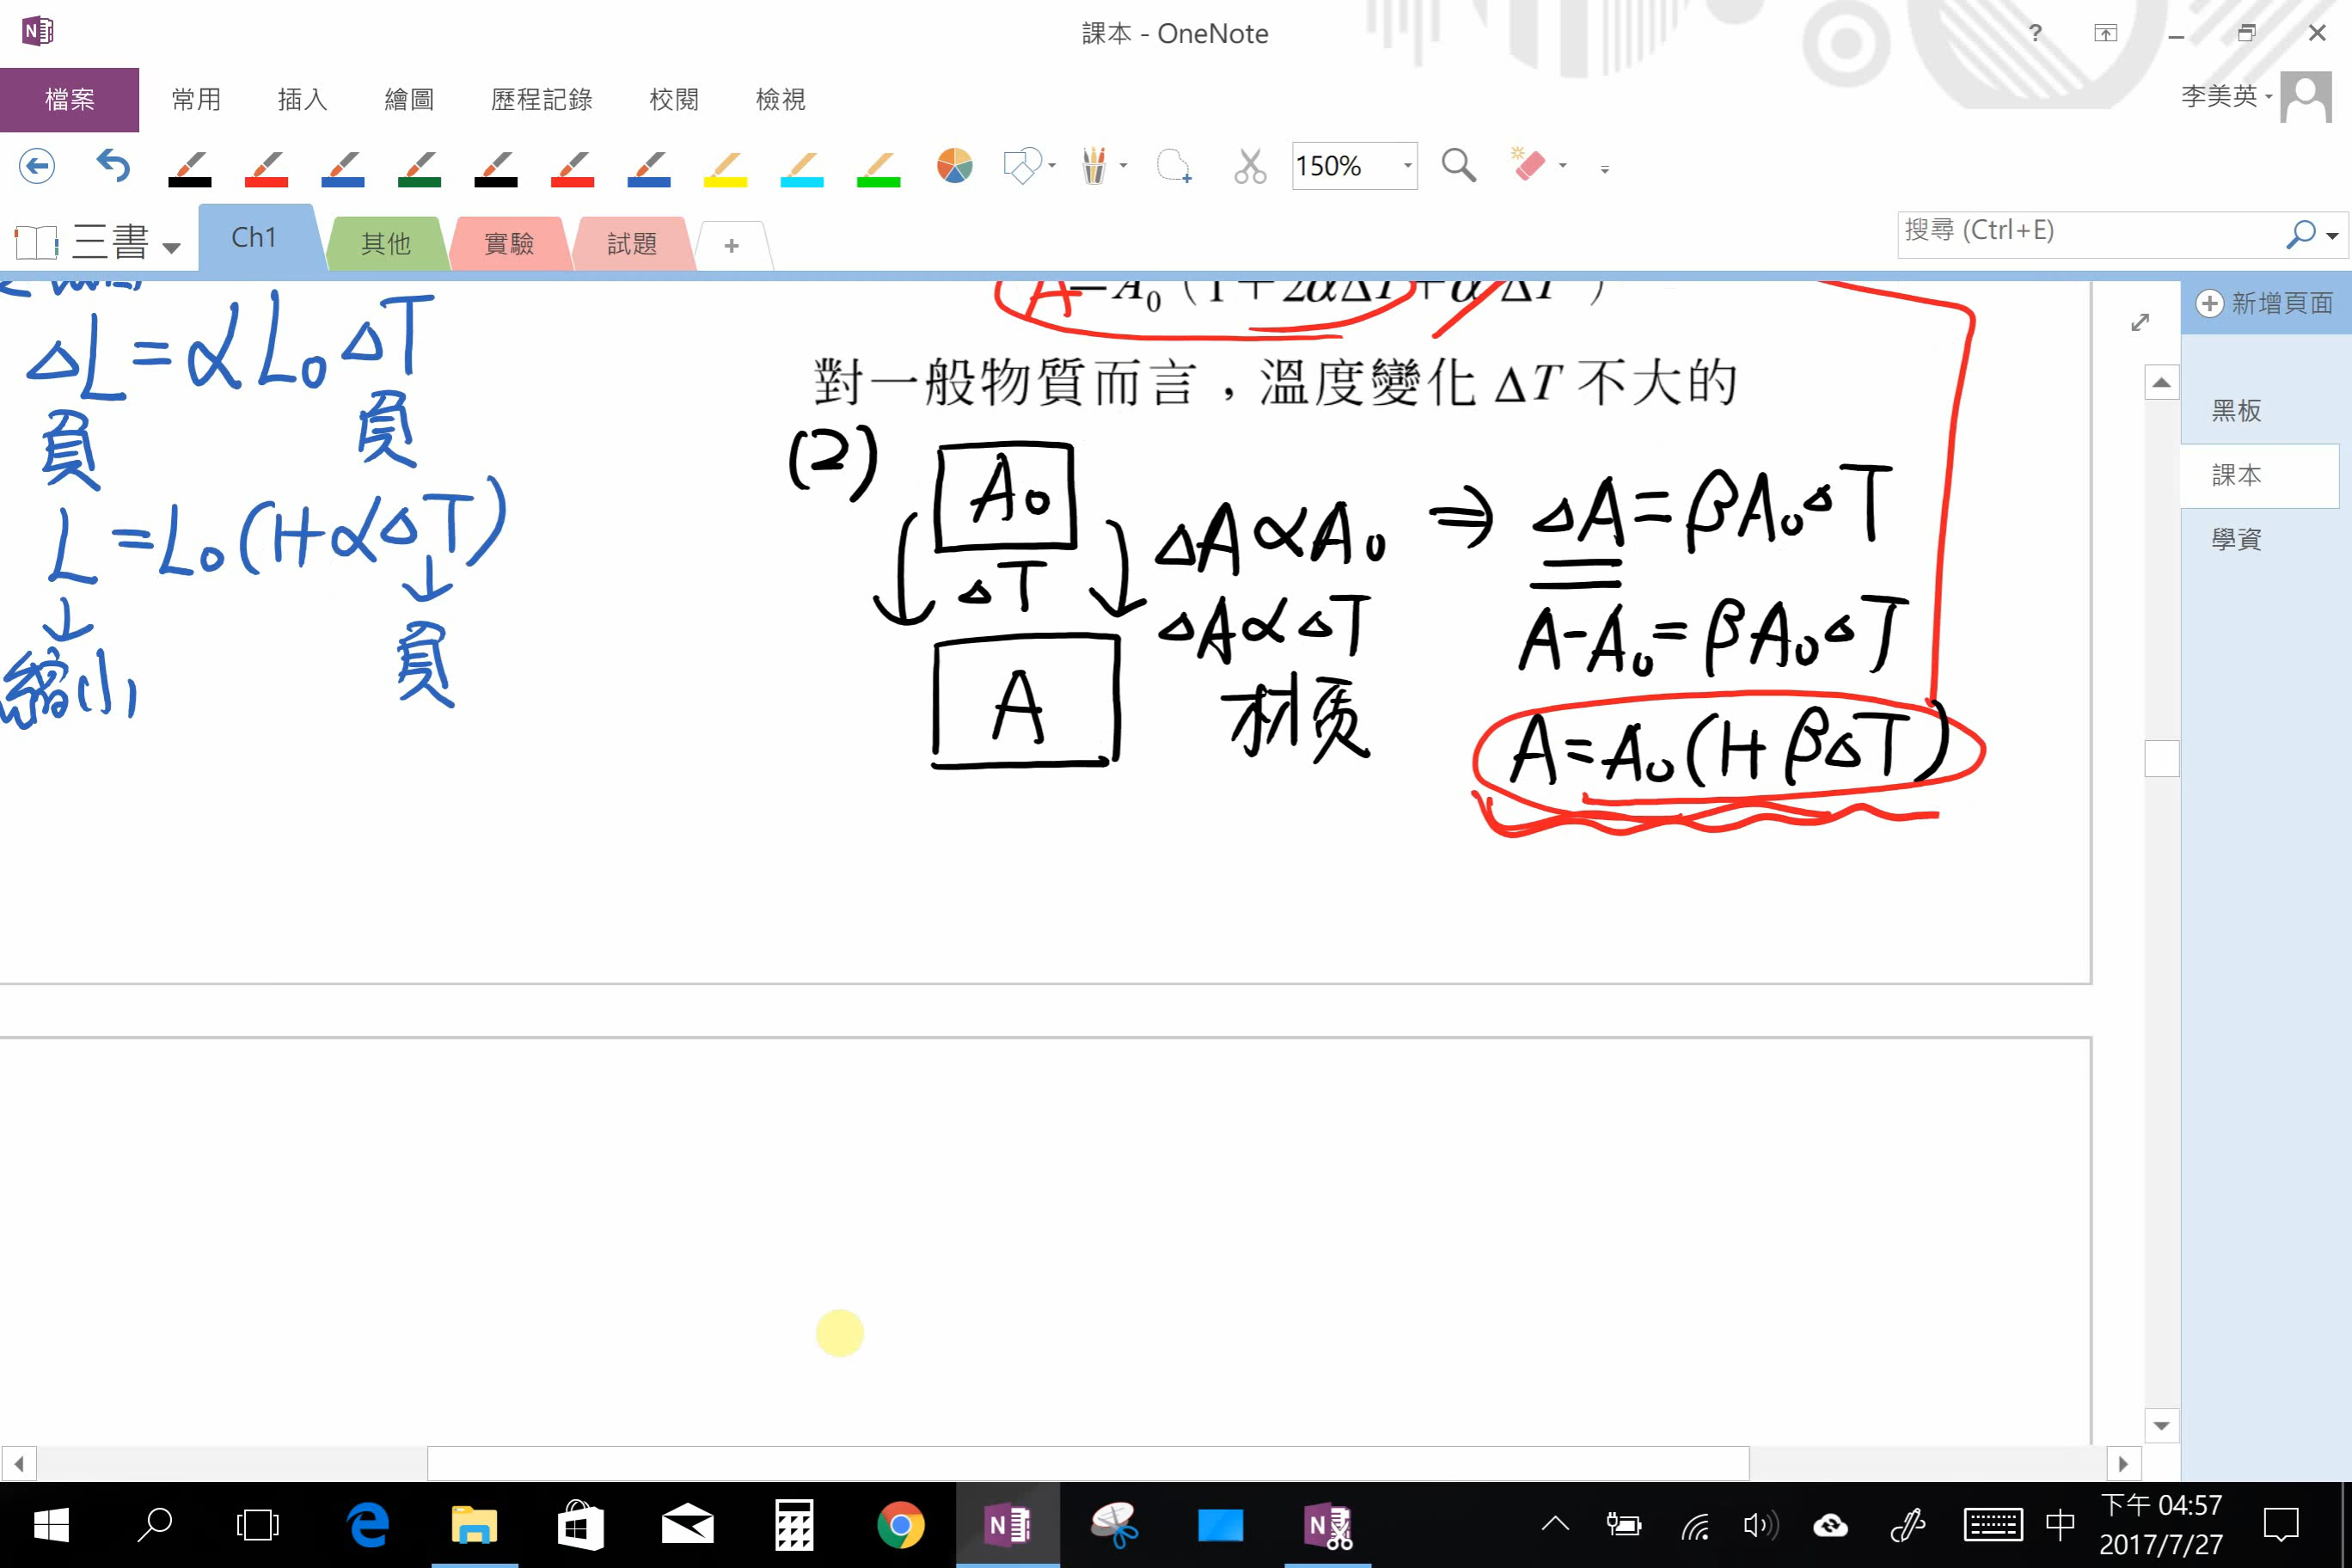 課本 - OneNote
檔案 常用 插入 繪圖 歷程記錄 校閱 檢視 李美英
150%
三書 Ch1 其他 實驗 試題 + 搜尋 (Ctrl+E)
新增頁面
黑板
課本
學資
ΔL=αL₀ΔT
負 負
L=L₀(1+αΔT)
↓ ↓
縮小 負
A=A₀（1+2αΔT+α ΔT ）
對一般物質而言，溫度變化 ΔT 不大的
(2) A₀ ΔA∝A₀ ⇒ ΔA=βA₀ΔT
ΔT ΔA∝ΔT A-A₀=βA₀ΔT
A 材质 A=A₀(1+βΔT)
中 下午 04:57
2017/7/27